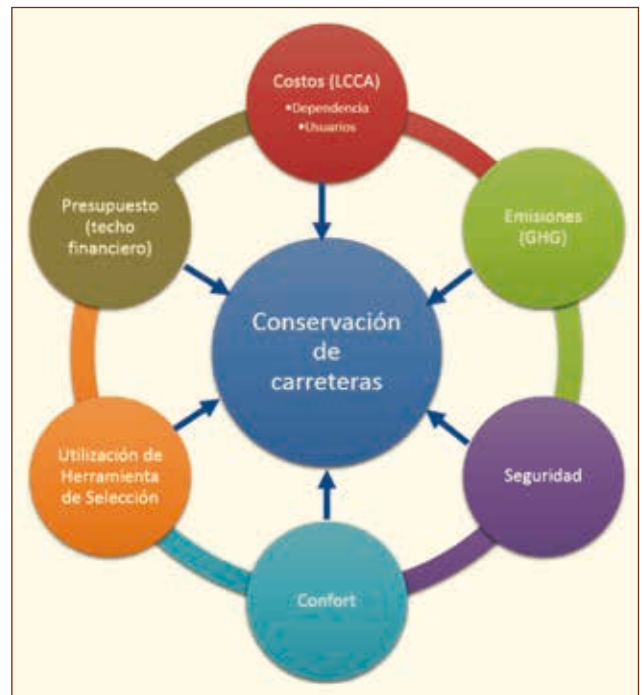 Costos (LCCA)
•Dependencia
•Usuarios
Presupuesto
(techo
financiero)
Emisiones
(GHG)
Conservación
de
carreteras
Utilización de
Herramienta
de Selección
Seguridad
Confort